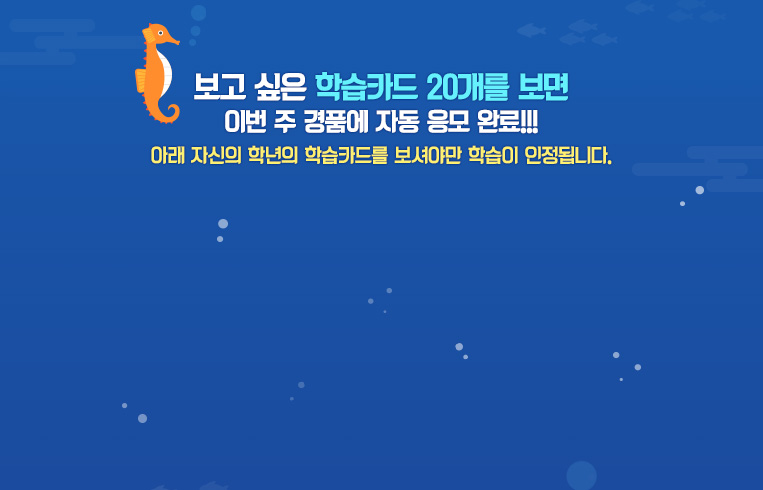 보고 싶은 학습카드 20개를 보면
이번 주 경품에 자동 응모 완료!!!
아래 자신의 학년의 학습카드를 보셔야만 학습이 인정됩니다.